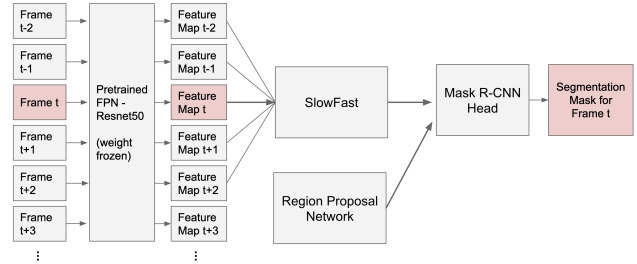 Frame
t-2
Frame
t-1
Frame t
Frame
t+1
Frame
t+2
Frame
t+3
⋮
Pretrained
FPN -
Resnet50
(weight
frozen)
Feature
Map t-2
Feature
Map t-1
Feature
Map t
Feature
Map t+1
Feature
Map t+2
Feature
Map t+3
⋮
SlowFast
Region Proposal
Network
Mask R-CNN
Head
Segmentation
Mask for
Frame t